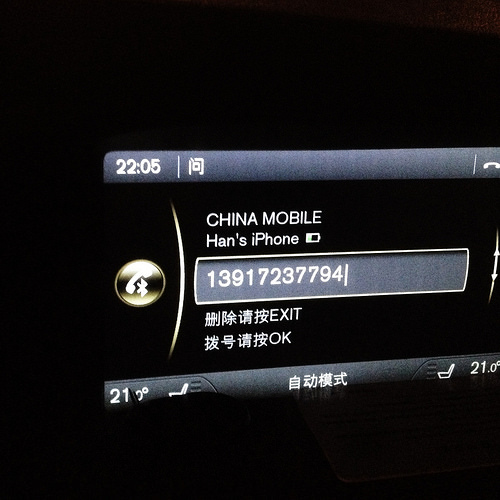 22:05 问
CHINA MOBILE
Han's iPhone
13917237794
删除请按EXIT
拨号请按OK
21.0° 自动模式 21.0°